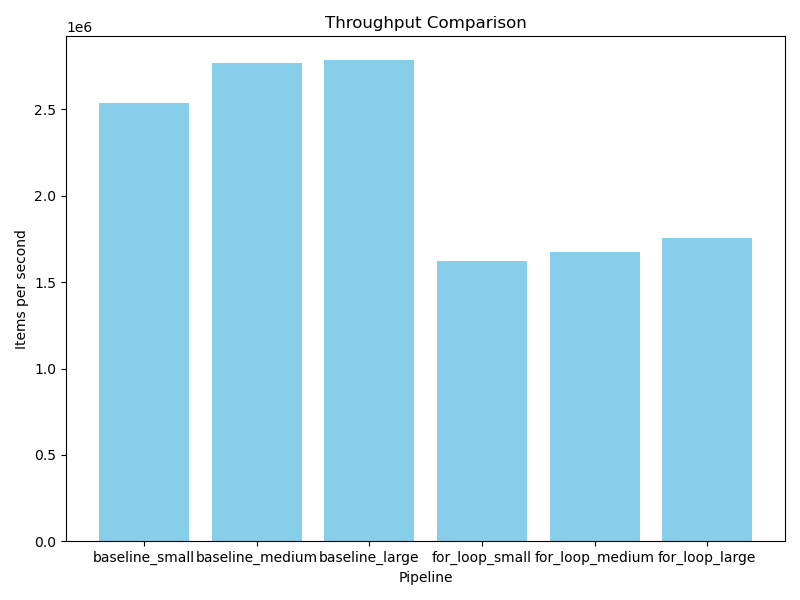 Throughput Comparison
1e6
2.5
2.0
1.5
1.0
0.5
0.0
Items per second
baseline_small baseline_medium baseline_large for_loop_small for_loop_medium for_loop_large
Pipeline